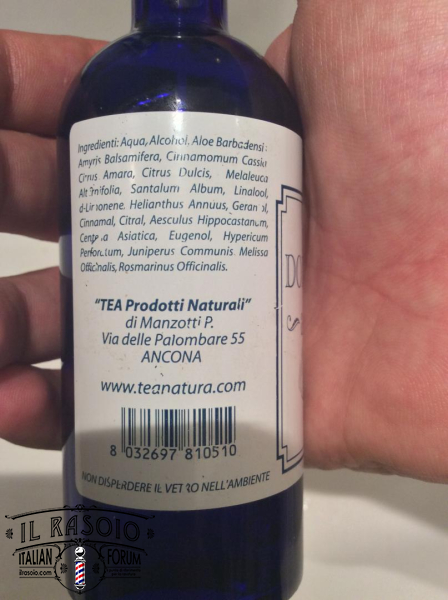 Ingredienti: Aqua, Alcohol. Aloe Barbadensis
Amyris Balsamifera, Cinnamomum Cassia
Citrus Amara, Citrus Dulcis, Melaleuca
Alternifolia, Santalum Album, Linalool,
d-Limonene. Helianthus Annuus, Geraniol,
Cinnamal, Citral, Aesculus Hippocastanum,
Centella Asiatica, Eugenol, Hypericum
Perforatum, Juniperus Communis. Melissa
Officinalis, Rosmarinus Officinalis.
"TEA Prodotti Naturali"
di Manzotti P.
Via delle Palombare 55
ANCONA
www.teanatura.com
8 032697 810510
NON DISPERDERE IL VETRO NELL'AMBIENTE
DO
IL RASOIO
ITALIAN FORUM
ilrasoio.com